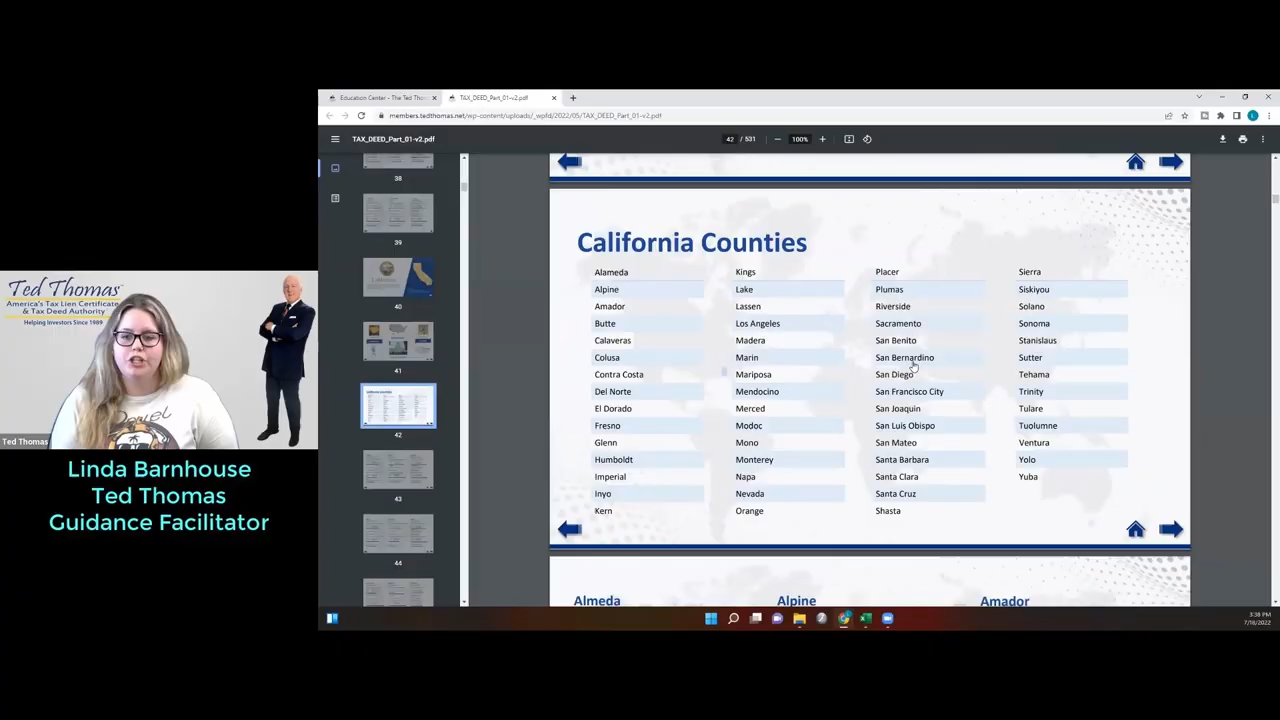 Education Center - The Ted Tho
TAX_DEED_Part_01-v2.pdf
members.tedthomas.net/wp-content/uploads/_wpfd/2022/05/TAX_DEED_Part_01-v2.pdf
TAX_DEED_Part_01-v2.pdf
42 / 531
100%
38
39
40
41
42
43
44
California Counties
Alameda
Alpine
Amador
Butte
Calaveras
Colusa
Contra Costa
Del Norte
El Dorado
Fresno
Glenn
Humboldt
Imperial
Inyo
Kern
Kings
Lake
Lassen
Los Angeles
Madera
Marin
Mariposa
Mendocino
Merced
Modoc
Mono
Monterey
Napa
Nevada
Orange
Placer
Plumas
Riverside
Sacramento
San Benito
San Bernardino
San Diego
San Francisco City
San Joaquin
San Luis Obispo
San Mateo
Santa Barbara
Santa Clara
Santa Cruz
Shasta
Sierra
Siskiyou
Solano
Sonoma
Stanislaus
Sutter
Tehama
Trinity
Tulare
Tuolumne
Ventura
Yolo
Yuba
Almeda
Alpine
Amador
Ted Thomas
America's Tax Lien Certificate
& Tax Deed Authority
Helping Investors Since 1989
Ted Thomas
Linda Barnhouse
Ted Thomas
Guidance Facilitator
3:38 PM
7/18/2022